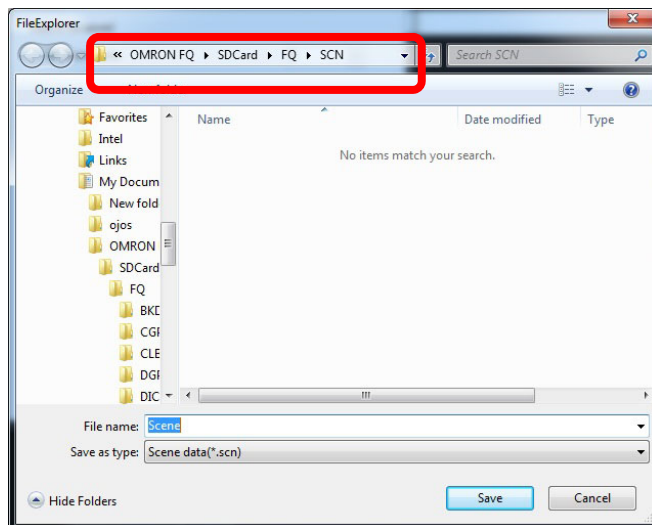 FileExplorer
« OMRON FQ ▸ SDCard ▸ FQ ▸ SCN
Search SCN
Organize
Favorites
Name
Date modified
Type
Intel
No items match your search.
Links
My Docum
New fold
ojos
OMRON
SDCard
FQ
BKD
CGF
CLE
DGF
DIC
File name: Scene
Save as type: Scene data(*.scn)
Hide Folders
Save
Cancel